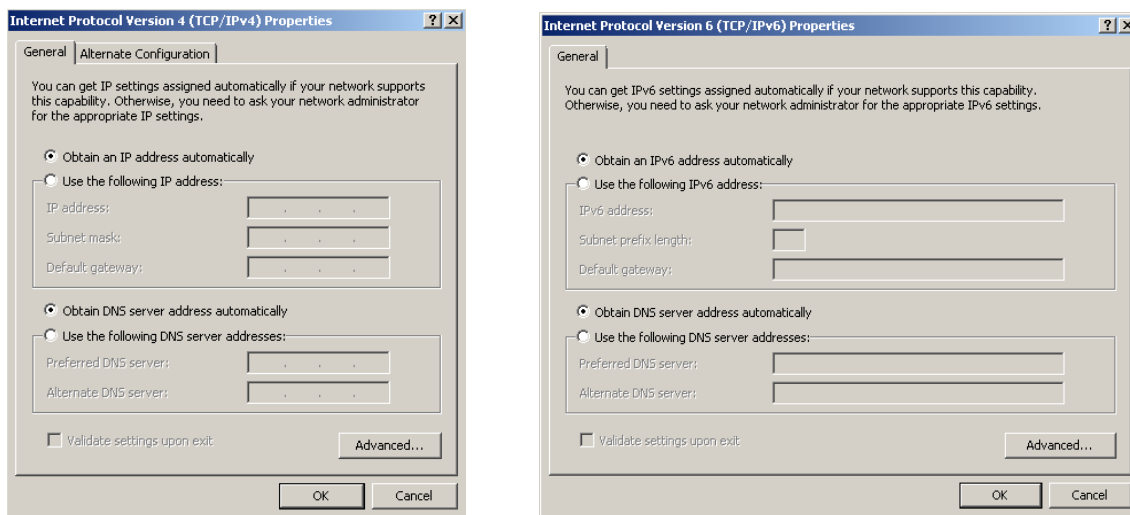 Internet Protocol Version 4 (TCP/IPv4) Properties
General
Alternate Configuration
You can get IP settings assigned automatically if your network supports
this capability. Otherwise, you need to ask your network administrator
for the appropriate IP settings.
Obtain an IP address automatically
Use the following IP address:
IP address:
Subnet mask:
Default gateway:
Obtain DNS server address automatically
Use the following DNS server addresses:
Preferred DNS server:
Alternate DNS server:
Validate settings upon exit
Advanced...
OK
Cancel
Internet Protocol Version 6 (TCP/IPv6) Properties
General
You can get IPv6 settings assigned automatically if your network supports this capability.
Otherwise, you need to ask your network administrator for the appropriate IPv6 settings.
Obtain an IPv6 address automatically
Use the following IPv6 address:
IPv6 address:
Subnet prefix length:
Default gateway:
Obtain DNS server address automatically
Use the following DNS server addresses:
Preferred DNS server:
Alternate DNS server:
Validate settings upon exit
Advanced...
OK
Cancel